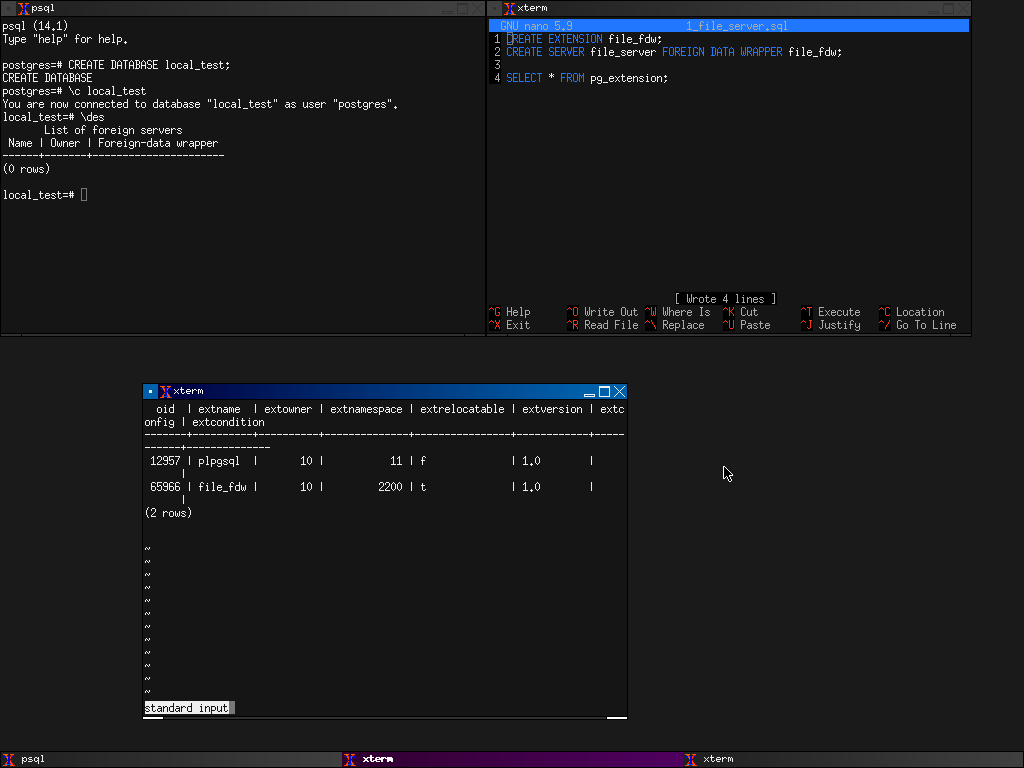 psql
psql (14.1)
Type "help" for help.
postgres=# CREATE DATABASE local_test;
CREATE DATABASE
postgres=# \c local_test
You are now connected to database "local_test" as user "postgres".
local_test=# \des
List of foreign servers
Name | Owner | Foreign-data wrapper
------+-------+----------------------
(0 rows)
local_test=#
xterm
GNU nano 5.9 1_file_server.sql
1 CREATE EXTENSION file_fdw;
2 CREATE SERVER file_server FOREIGN DATA WRAPPER file_fdw;
3
4 SELECT * FROM pg_extension;
[ Wrote 4 lines ]
^G Help ^O Write Out ^W Where Is ^K Cut ^T Execute ^C Location
^X Exit ^R Read File ^\ Replace ^U Paste ^J Justify ^/ Go To Line
xterm
oid | extname | extowner | extnamespace | extrelocatable | extversion | extc
onfig | extcondition
-------+----------+----------+--------------+----------------+------------+-----
------+--------------
12957 | plpgsql | 10 | 11 | f | 1.0 |
|
65966 | file_fdw | 10 | 2200 | t | 1.0 |
|
(2 rows)
~
~
~
~
~
~
~
~
~
~
~
~
standard input
psql xterm xterm